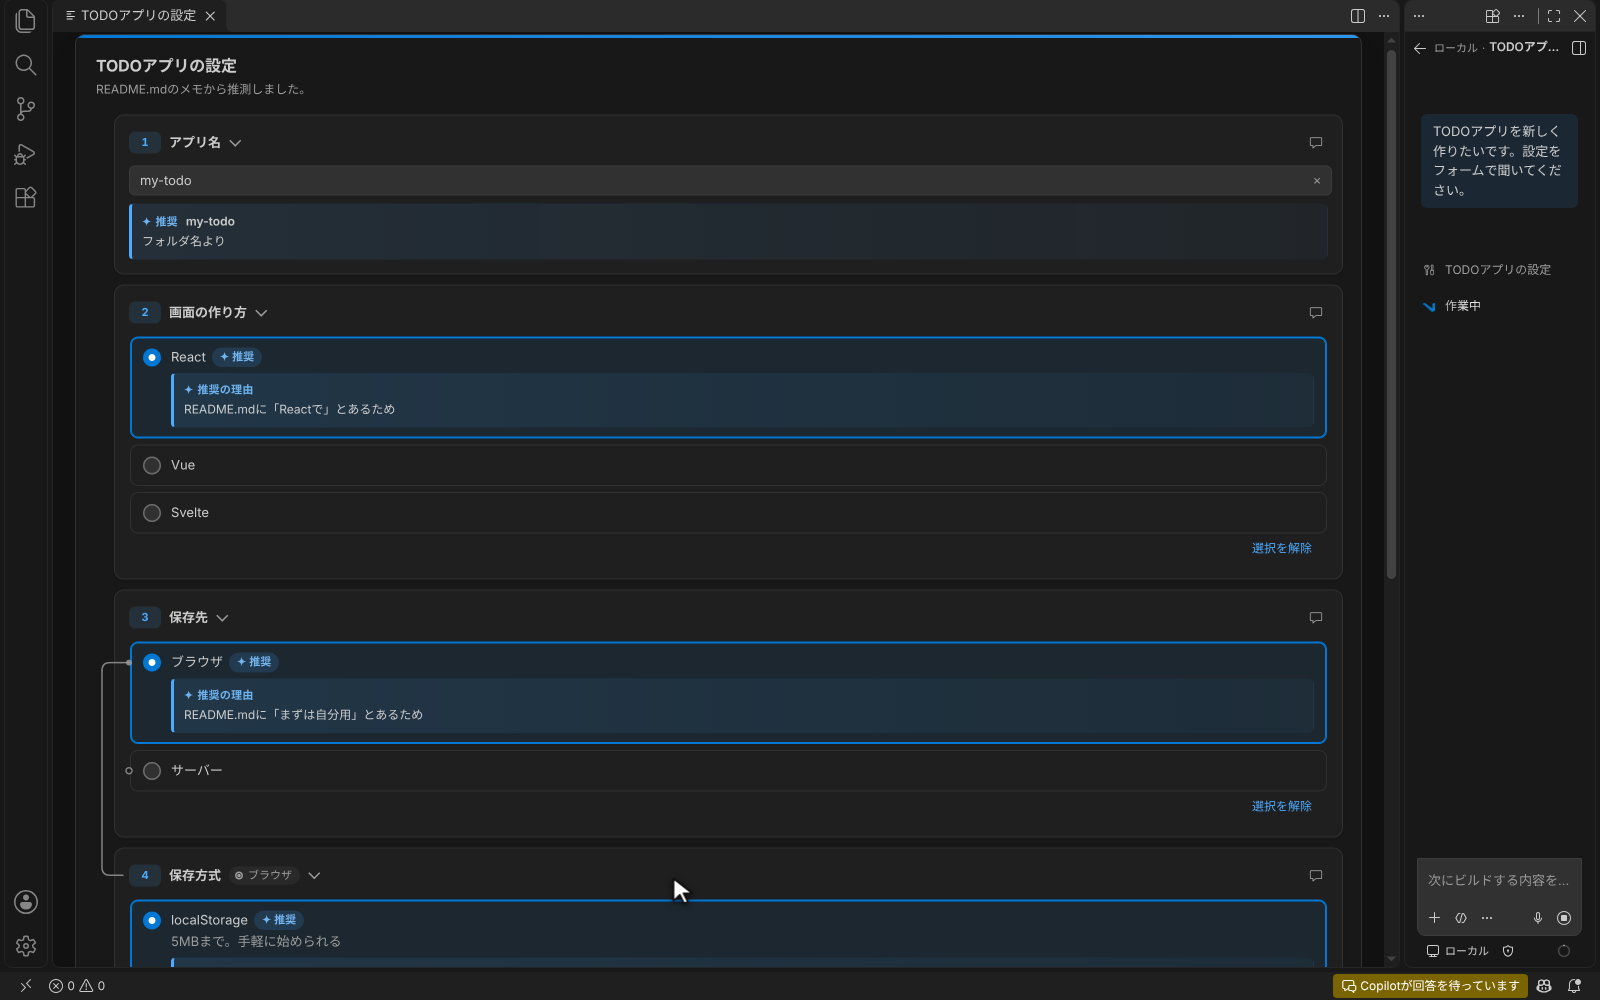 TODOアプリの設定
ローカル · TODOアプ...
TODOアプリの設定
README.mdのメモから推測しました。
1 アプリ名
my-todo
推奨 my-todo
フォルダ名より
2 画面の作り方
React 推奨
推奨の理由
README.mdに「Reactで」とあるため
Vue
Svelte
選択を解除
3 保存先
ブラウザ 推奨
推奨の理由
README.mdに「まずは自分用」とあるため
サーバー
選択を解除
4 保存方式 ブラウザ
localStorage 推奨
5MBまで。手軽に始められる
TODOアプリを新しく
作りたいです。設定を
フォームで聞いてくだ
さい。
TODOアプリの設定
作業中
次にビルドする内容を...
ローカル
0 0
Copilotが回答を待っています